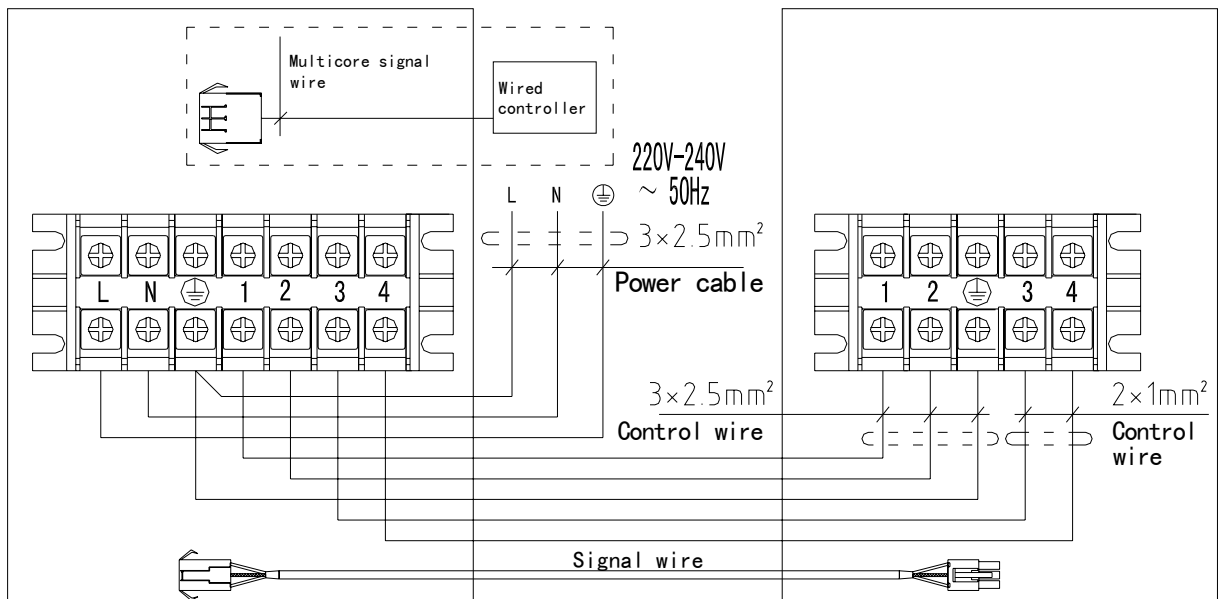 Multicore signal
wire
Wired
controller
220V-240V
~ 50Hz
L N
3×2.5mm²
Power cable
L N 1 2 3 4
1 2 3 4
3×2.5mm²
Control wire
2×1mm²
Control
wire
Signal wire